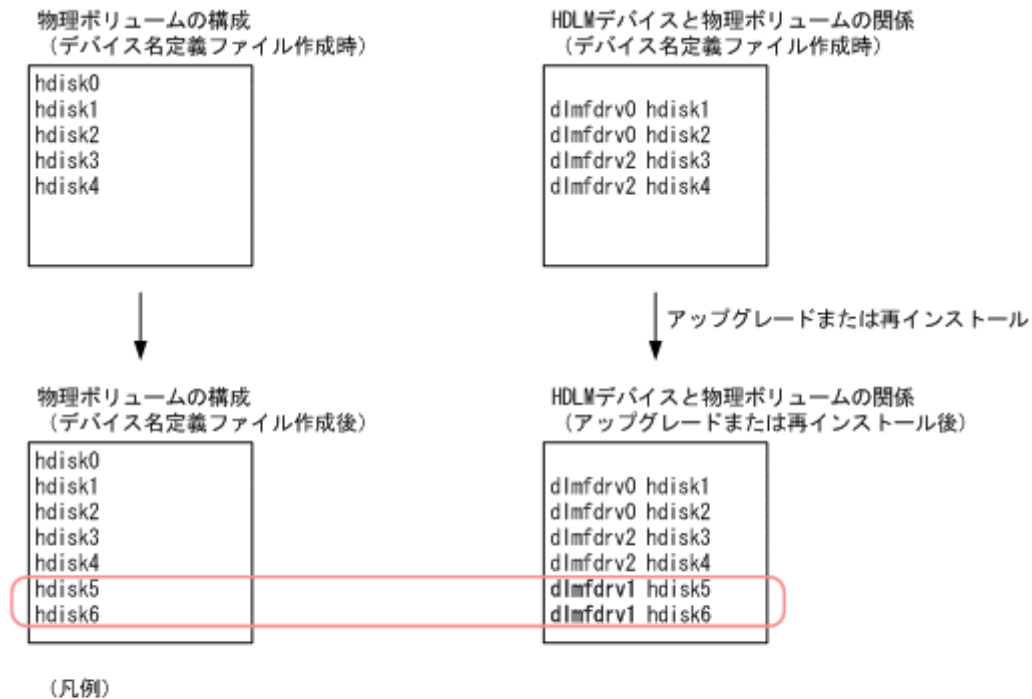 物理ボリュームの構成
（デバイス名定義ファイル作成時）
hdisk0
hdisk1
hdisk2
hdisk3
hdisk4
HDLMデバイスと物理ボリュームの関係
（デバイス名定義ファイル作成時）
dlmfdrv0 hdisk1
dlmfdrv0 hdisk2
dlmfdrv2 hdisk3
dlmfdrv2 hdisk4
アップグレードまたは再インストール
物理ボリュームの構成
（デバイス名定義ファイル作成後）
hdisk0
hdisk1
hdisk2
hdisk3
hdisk4
hdisk5
hdisk6
HDLMデバイスと物理ボリュームの関係
（アップグレードまたは再インストール後）
dlmfdrv0 hdisk1
dlmfdrv0 hdisk2
dlmfdrv2 hdisk3
dlmfdrv2 hdisk4
dlmfdrv1 hdisk5
dlmfdrv1 hdisk6
（凡例）